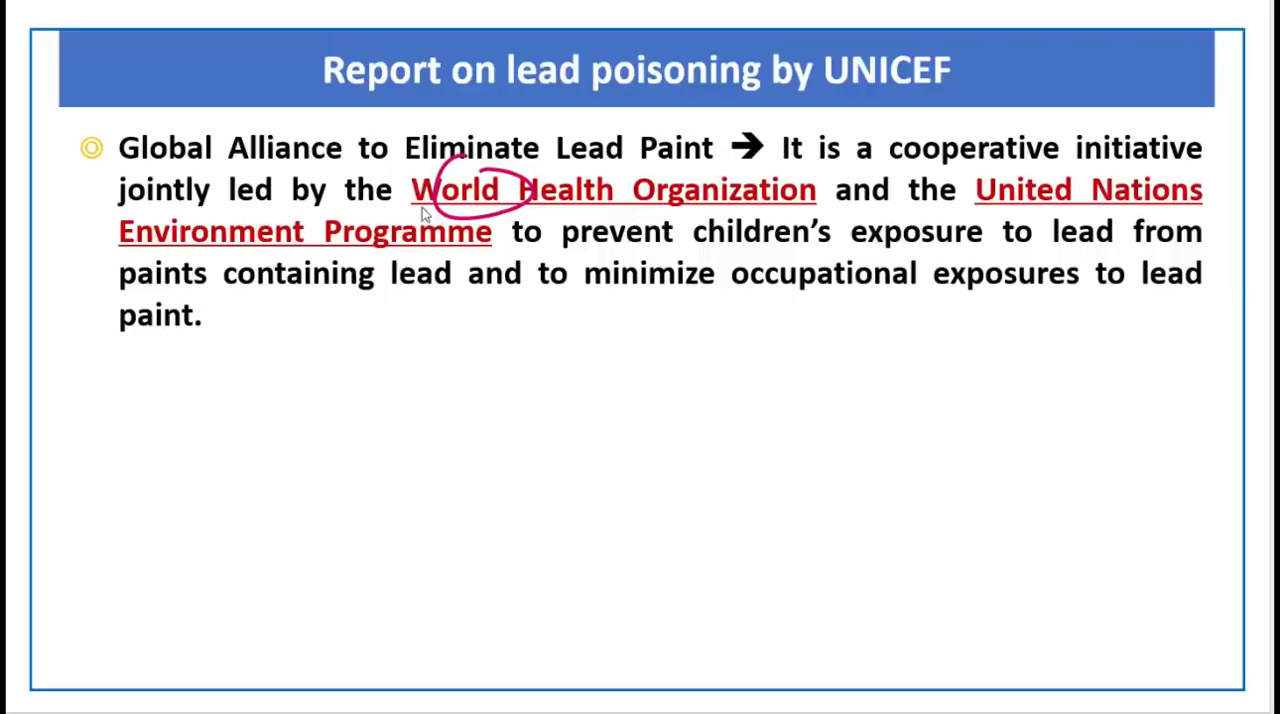 Report on lead poisoning by UNICEF
Global Alliance to Eliminate Lead Paint ➔ It is a cooperative initiative
jointly led by the World Health Organization and the United Nations
Environment Programme to prevent children’s exposure to lead from
paints containing lead and to minimize occupational exposures to lead
paint.